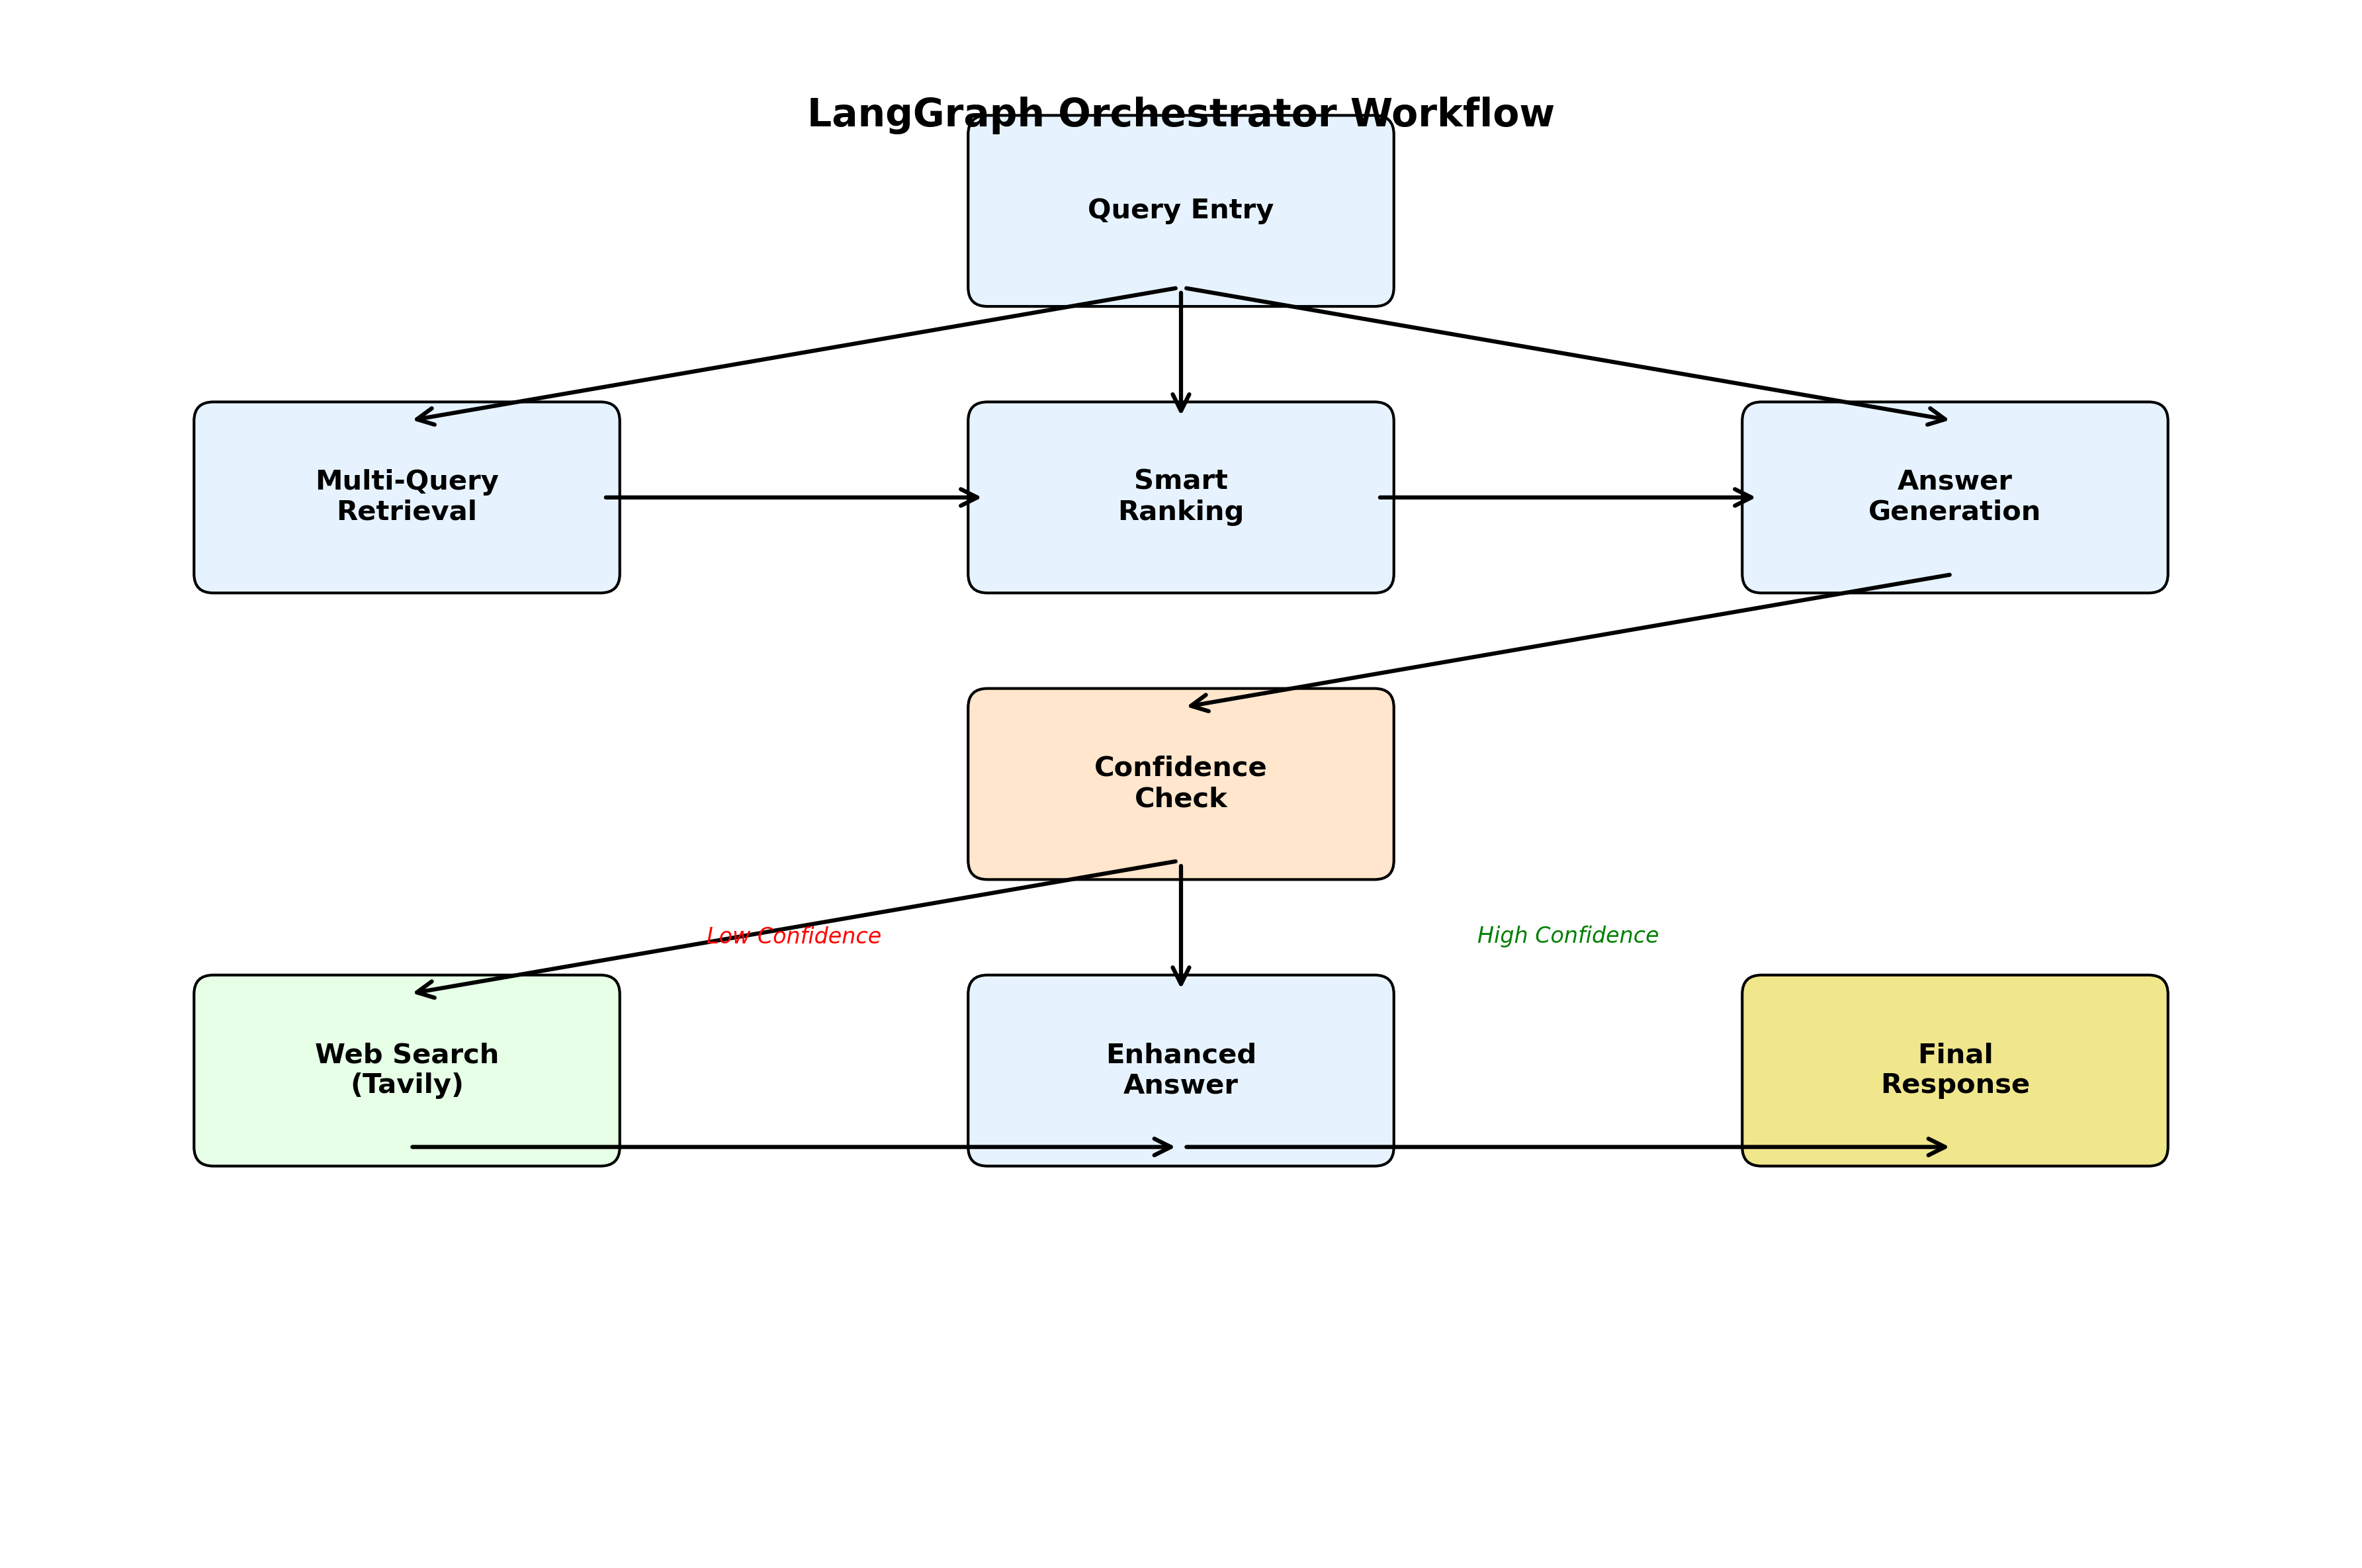 LangGraph Orchestrator Workflow
Query Entry
Multi-Query
Retrieval
Smart
Ranking
Answer
Generation
Confidence
Check
Low Confidence
High Confidence
Web Search
(Tavily)
Enhanced
Answer
Final
Response